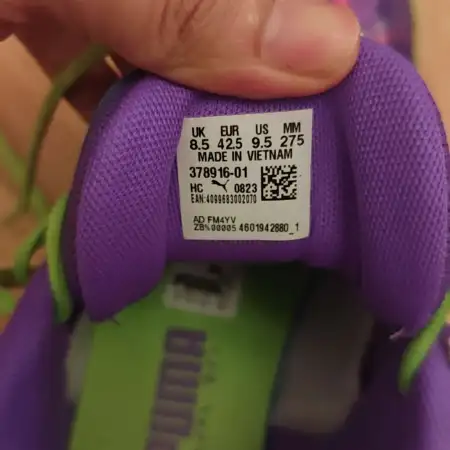 UK EUR US MM
8.5 42.5 9.5 275
MADE IN VIETNAM
378916-01
HC 0823
EAN:4099683002070
AD FM4YV
ZB%00005 4601942880_1
PUMA